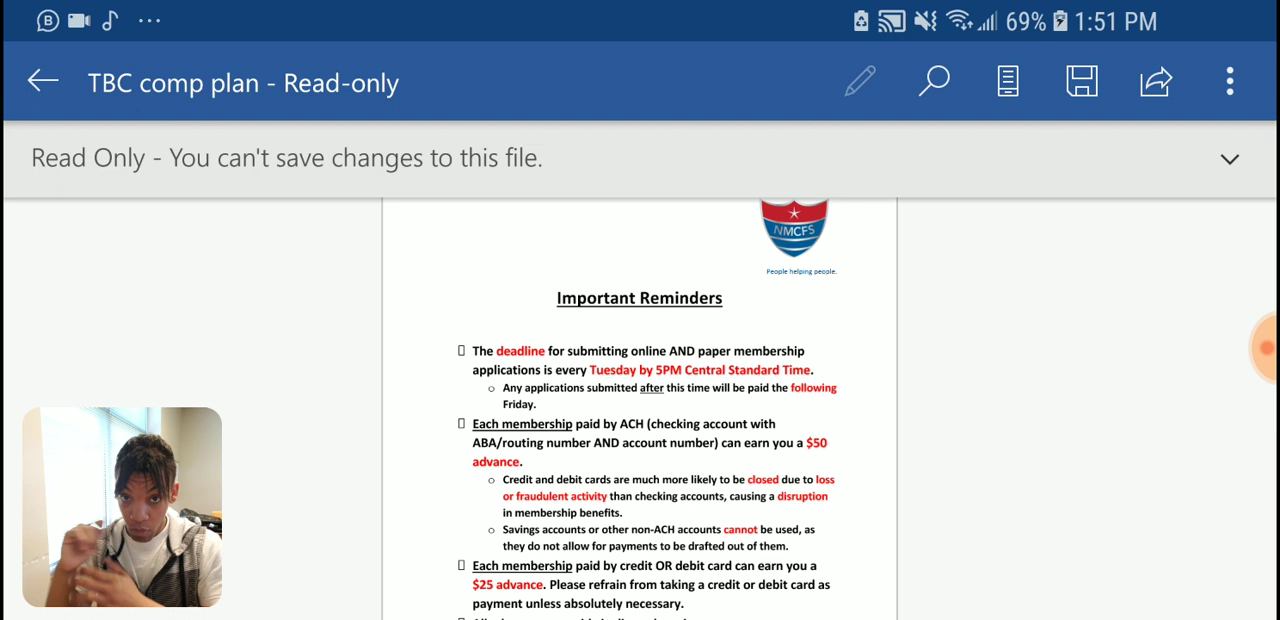 69% 1:51 PM
TBC comp plan - Read-only
Read Only - You can't save changes to this file.
NMCFS
People helping people.
Important Reminders
The deadline for submitting online AND paper membership
applications is every Tuesday by 5PM Central Standard Time.
o Any applications submitted after this time will be paid the following
Friday.
Each membership paid by ACH (checking account with
ABA/routing number AND account number) can earn you a $50
advance.
o Credit and debit cards are much more likely to be closed due to loss
or fraudulent activity than checking accounts, causing a disruption
in membership benefits.
o Savings accounts or other non-ACH accounts cannot be used, as
they do not allow for payments to be drafted out of them.
Each membership paid by credit OR debit card can earn you a
$25 advance. Please refrain from taking a credit or debit card as
payment unless absolutely necessary.